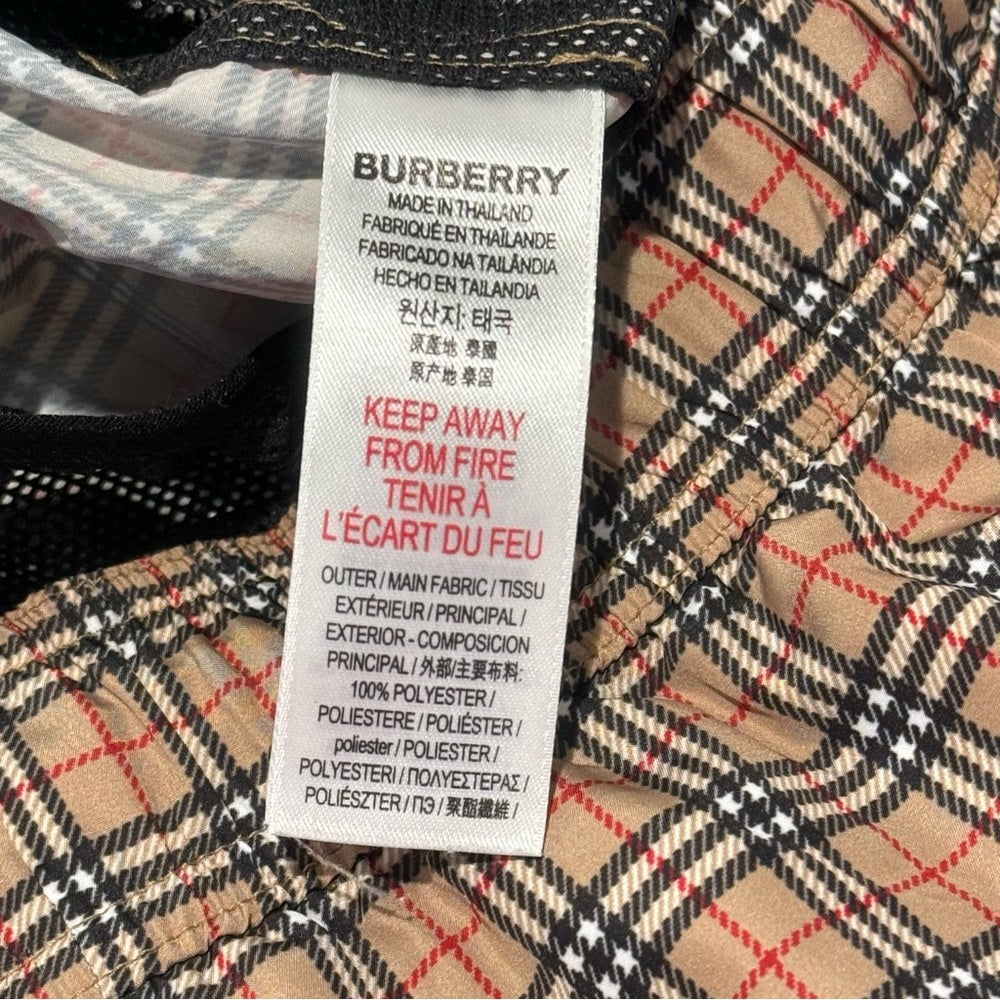 BURBERRY
MADE IN THAILAND
FABRIQUÉ EN THAÏLANDE
FABRICADO NA TAILÂNDIA
HECHO EN TAILANDIA
원산지: 태국
原產地 泰國
原产地 泰国
KEEP AWAY
FROM FIRE
TENIR À
L'ÉCART DU FEU
OUTER / MAIN FABRIC / TISSU
EXTÉRIEUR / PRINCIPAL /
EXTERIOR - COMPOSICION
PRINCIPAL / 外部/主要布料:
100% POLYESTER /
POLIESTERE / POLIÉSTER /
poliester / POLIESTER /
POLYESTERI / ΠΟΛΥΕΣΤΕΡΑΣ /
POLIÉSZTER / ПЭ / 聚酯纖維 /